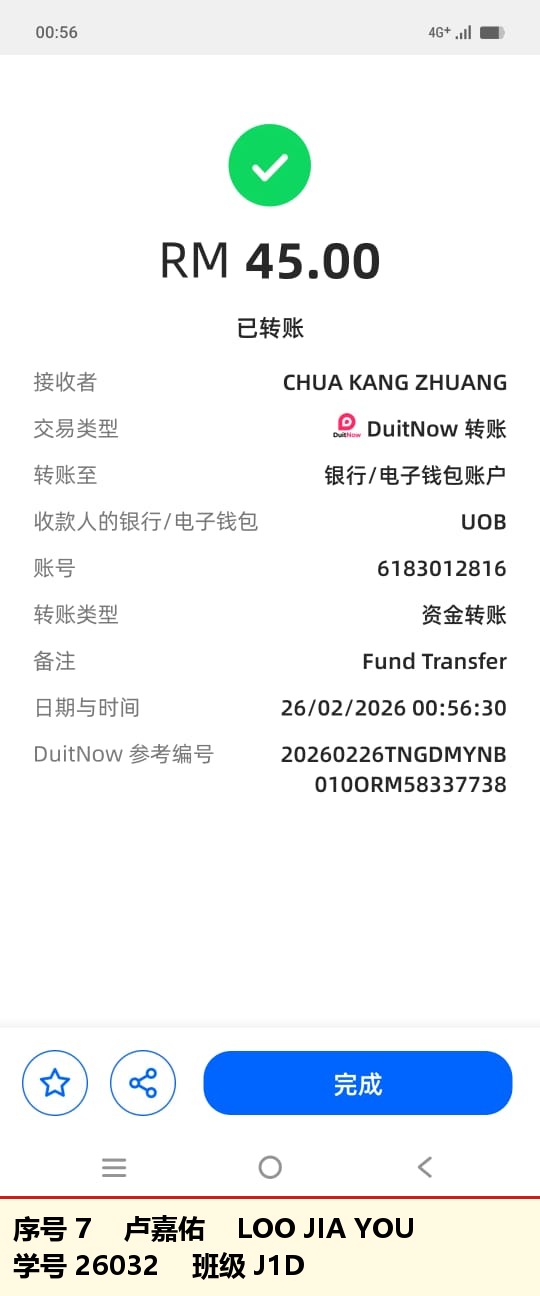 00:56 4G+
RM 45.00
已转账
接收者 CHUA KANG ZHUANG
交易类型 DuitNow DuitNow 转账
转账至 银行/电子钱包账户
收款人的银行/电子钱包 UOB
账号 6183012816
转账类型 资金转账
备注 Fund Transfer
日期与时间 26/02/2026 00:56:30
DuitNow 参考编号 20260226TNGDMYNB
010ORM58337738
完成
序号 7 卢嘉佑 LOO JIA YOU
学号 26032 班级 J1D